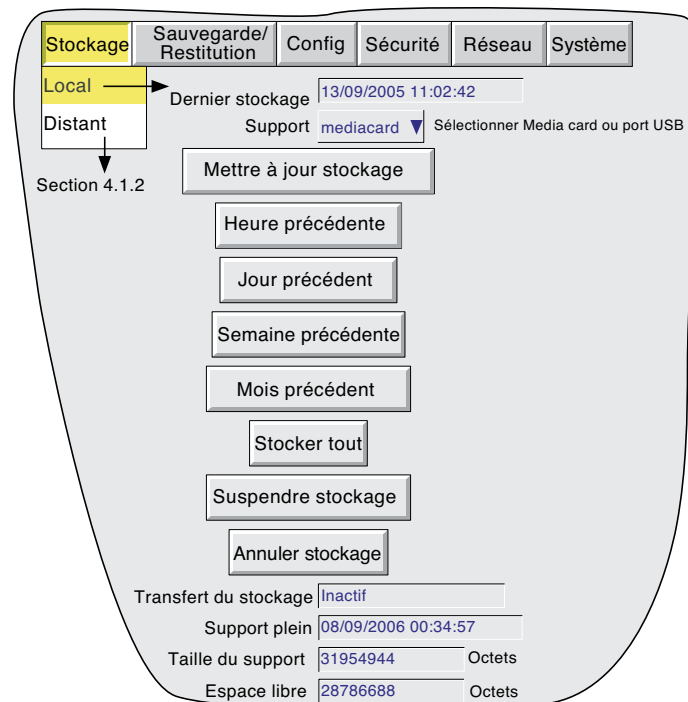 Stockage Sauvegarde/ Restitution Config Sécurité Réseau Système
Local
Distant
Section 4.1.2
Dernier stockage 13/09/2005 11:02:42
Support mediacard Sélectionner Media card ou port USB
Mettre à jour stockage
Heure précédente
Jour précédent
Semaine précédente
Mois précédent
Stocker tout
Suspendre stockage
Annuler stockage
Transfert du stockage Inactif
Support plein 08/09/2006 00:34:57
Taille du support 31954944 Octets
Espace libre 28786688 Octets